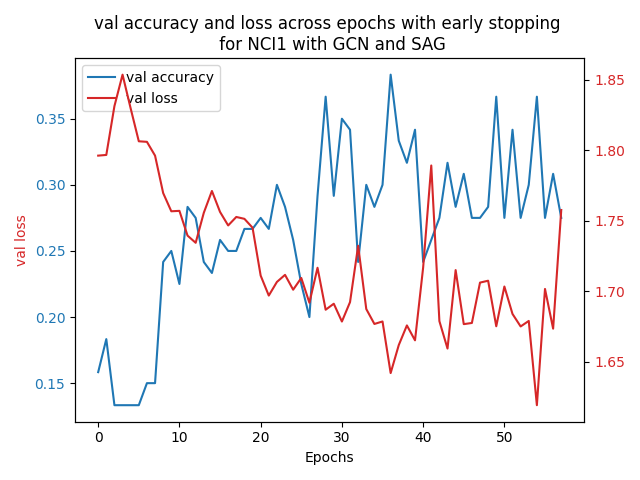 val accuracy and loss across epochs with early stopping
for NCI1 with GCN and SAG
val accuracy
val loss
0.35
0.30
0.25
0.20
0.15
val loss
1.85
1.80
1.75
1.70
1.65
0 10 20 30 40 50
Epochs